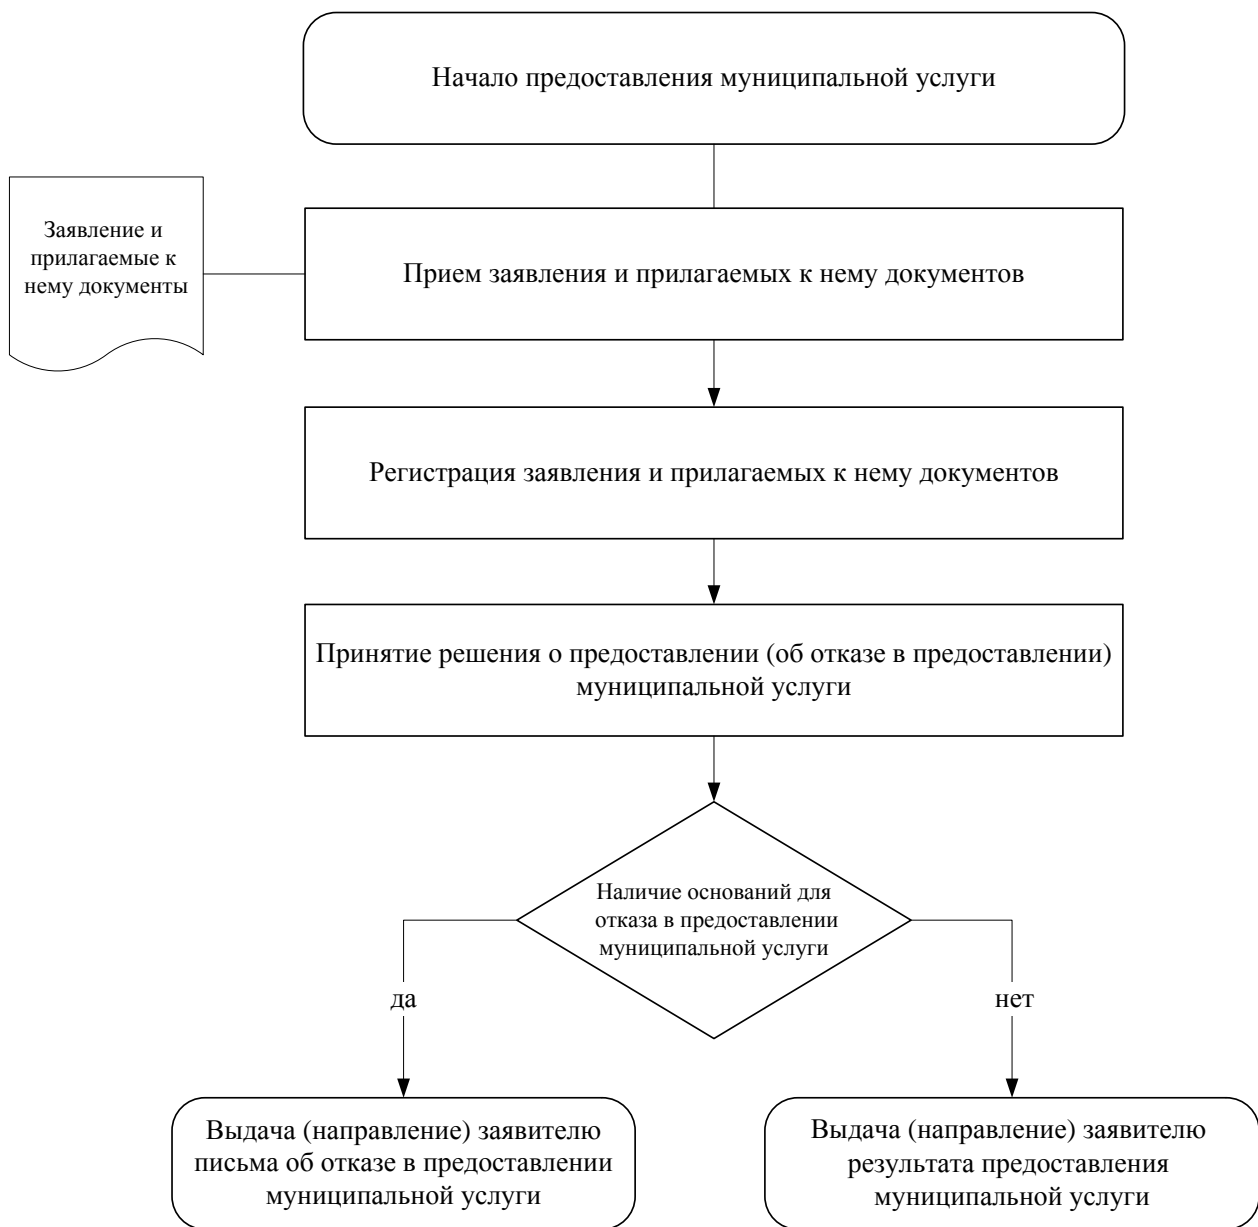 Начало предоставления муниципальной услуги
Заявление и
прилагаемые к
нему документы
Прием заявления и прилагаемых к нему документов
Регистрация заявления и прилагаемых к нему документов
Принятие решения о предоставлении (об отказе в предоставлении)
муниципальной услуги
Наличие оснований для
отказа в предоставлении
муниципальной услуги
да
нет
Выдача (направление) заявителю
письма об отказе в предоставлении
муниципальной услуги
Выдача (направление) заявителю
результата предоставления
муниципальной услуги